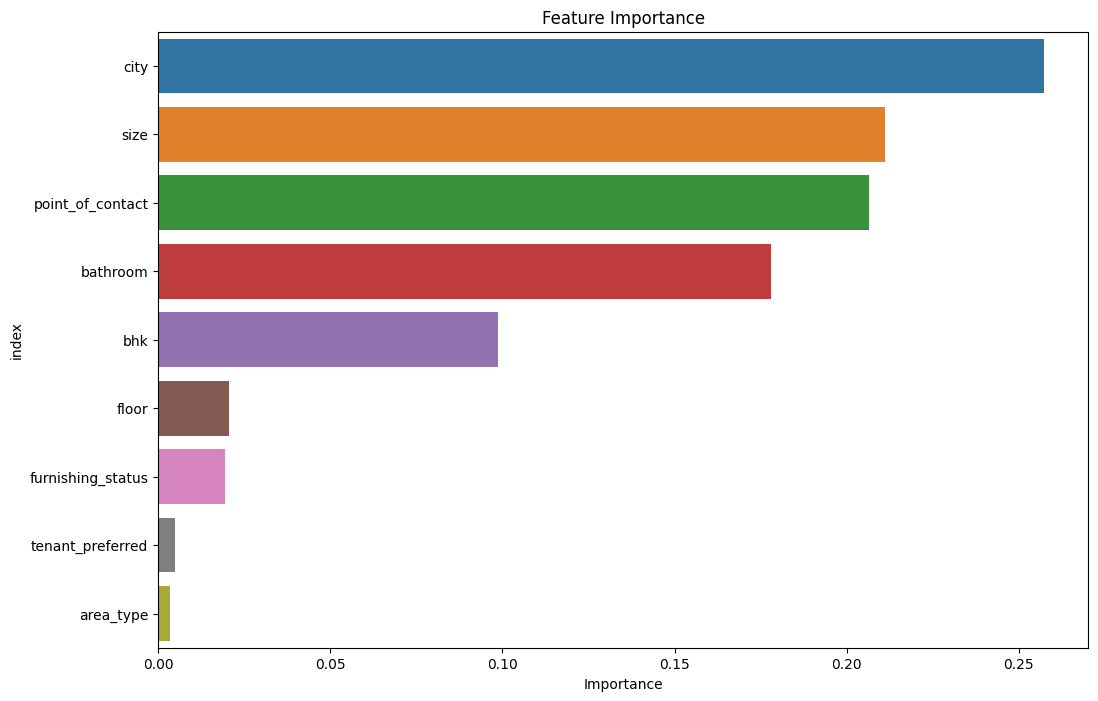 Feature Importance
index
city
size
point_of_contact
bathroom
bhk
floor
furnishing_status
tenant_preferred
area_type
0.00 0.05 0.10 0.15 0.20 0.25
Importance